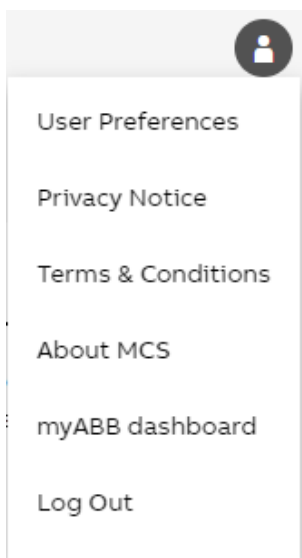 User Preferences
Privacy Notice
Terms & Conditions
About MCS
myABB dashboard
Log Out